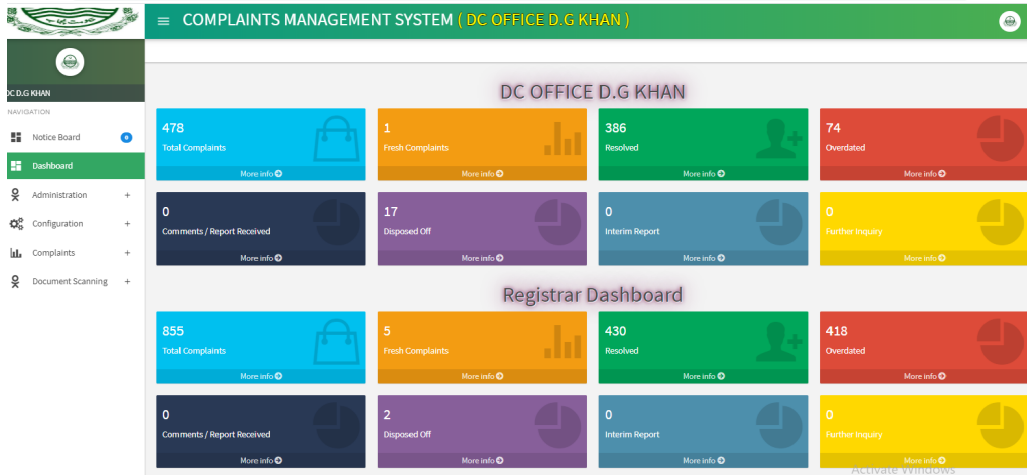 COMPLAINTS MANAGEMENT SYSTEM ( DC OFFICE D.G KHAN )
DC D.G KHAN
NAVIGATION
Notice Board
Dashboard
Administration +
Configuration +
Complaints +
Document Scanning +
DC OFFICE D.G KHAN
478
Total Complaints
More info
1
Fresh Complaints
More info
386
Resolved
More info
74
Overdated
More info
0
Comments / Report Received
More info
17
Disposed Off
More info
0
Interim Report
More info
0
Further Inquiry
More info
Registrar Dashboard
855
Total Complaints
More info
5
Fresh Complaints
More info
430
Resolved
More info
418
Overdated
More info
0
Comments / Report Received
More info
2
Disposed Off
More info
0
Interim Report
More info
0
Further Inquiry
More info
Activate Windows